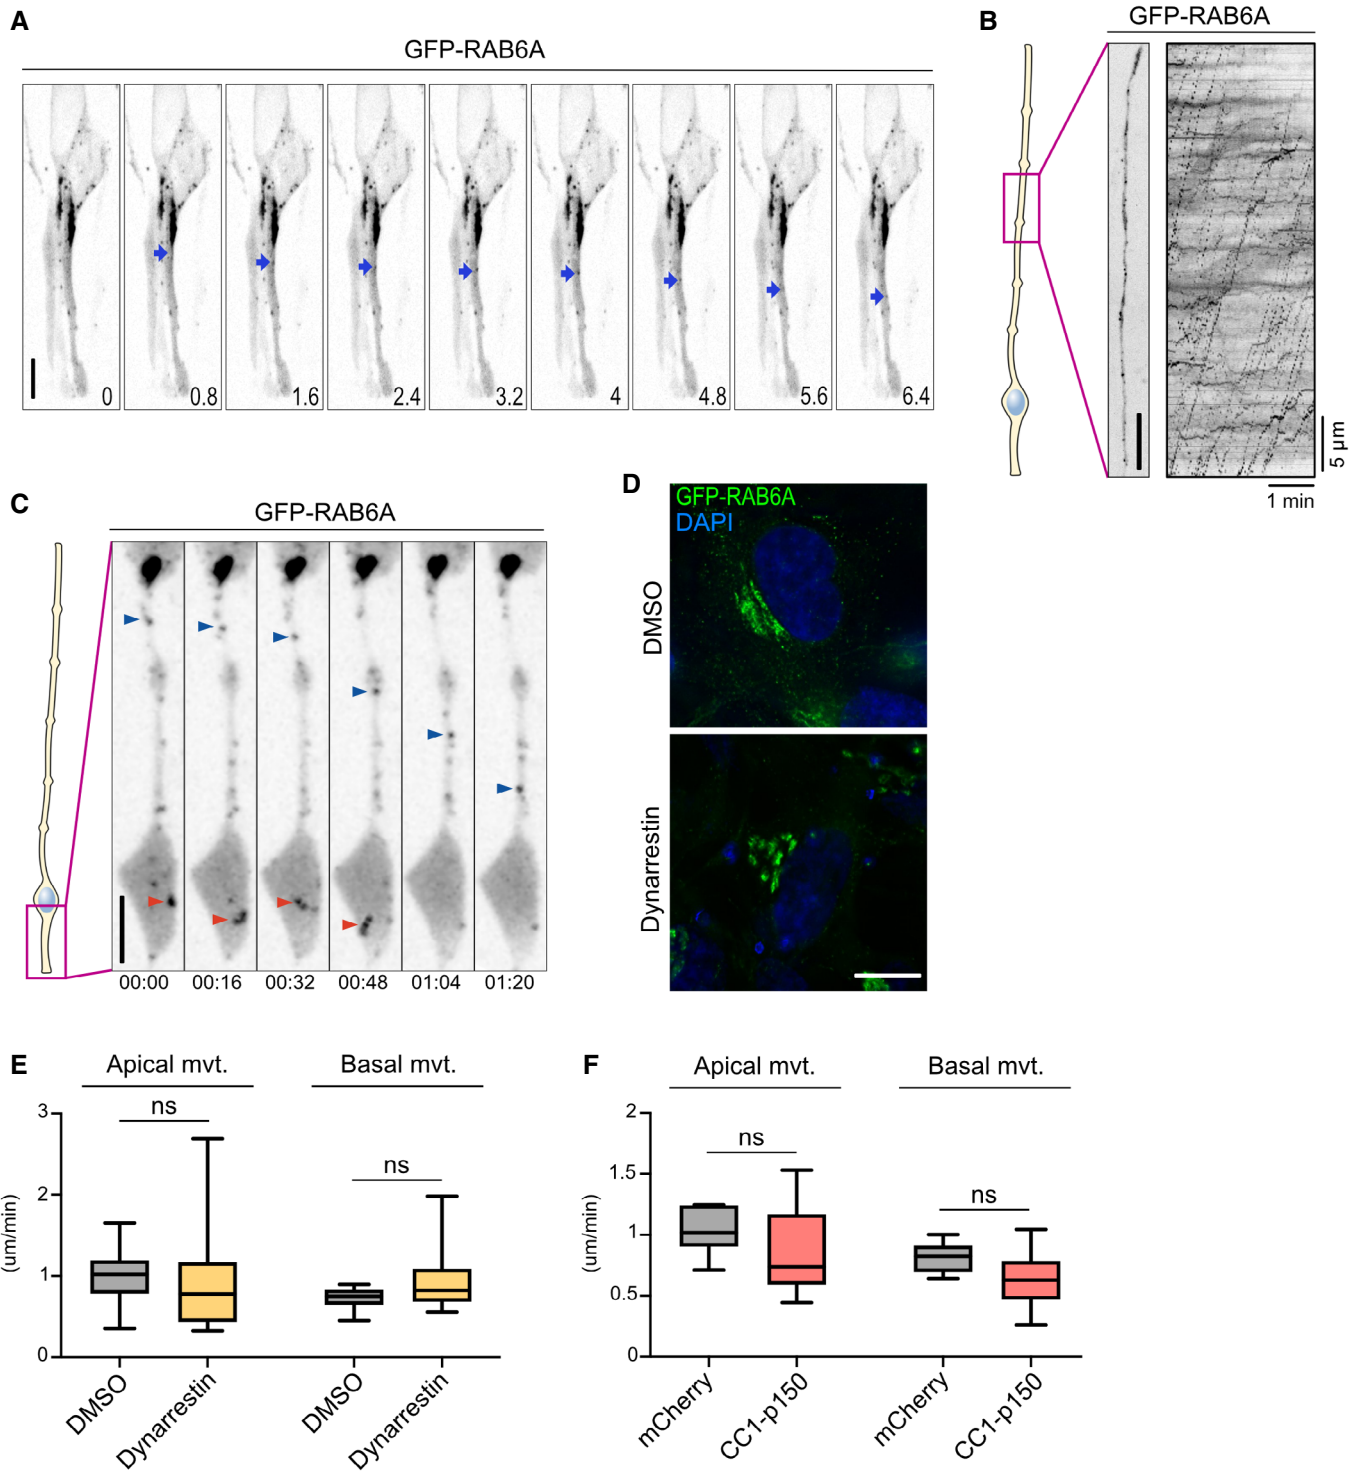 A
GFP-RAB6A
0
0.8
1.6
2.4
3.2
4
4.8
5.6
6.4
B
GFP-RAB6A
5 µm
1 min
C
GFP-RAB6A
00:00
00:16
00:32
00:48
01:04
01:20
D
GFP-RAB6A
DAPI
DMSO
Dynarrestin
E
Apical mvt.
Basal mvt.
ns
ns
3
2
1
0
(um/min)
DMSO
Dynarrestin
DMSO
Dynarrestin
F
Apical mvt.
Basal mvt.
ns
ns
2
1.5
1
0.5
0
(um/min)
mCherry
CC1-p150
mCherry
CC1-p150